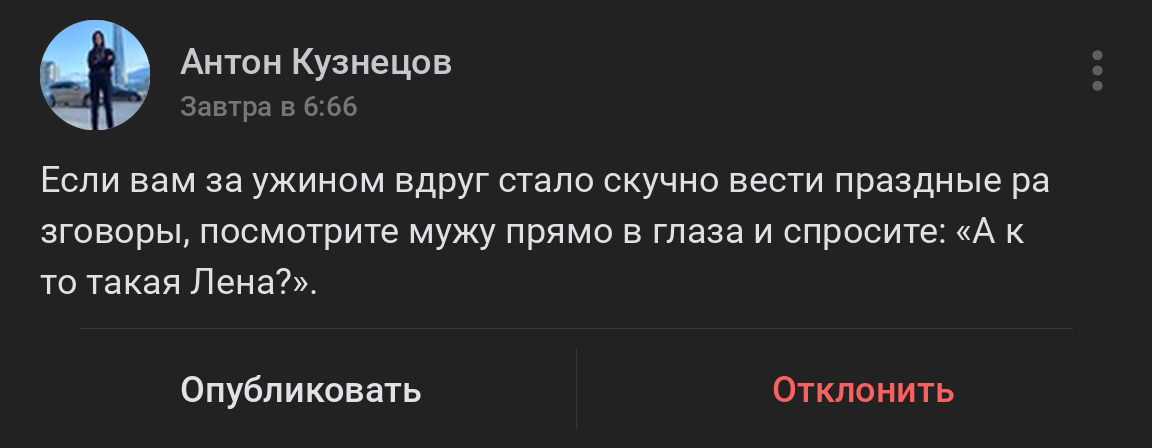 Антон Кузнецов
Завтра в 6:66
Если вам за ужином вдруг стало скучно вести праздные ра
зговоры, посмотрите мужу прямо в глаза и спросите: «А к
то такая Лена?».
Опубликовать
Отклонить